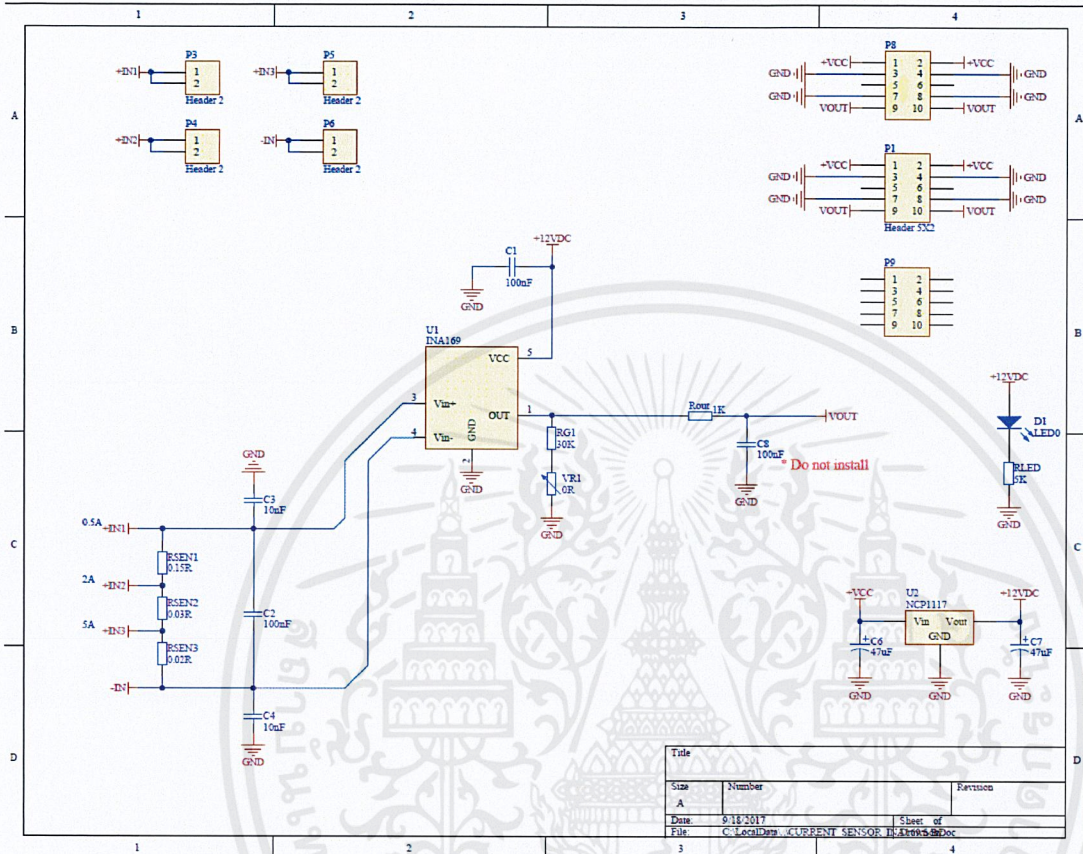 1 2 3 4
A
B
C
D
A
B
C
D
1 2 3 4
P3
+IN1
1
2
Header 2
P5
+IN3
1
2
Header 2
P4
+IN2
1
2
Header 2
P6
-IN
1
2
Header 2
P8
+VCC 1 2 +VCC
GND 3 4 GND
5 6
GND 7 8 GND
VOUT 9 10 VOUT
P1
+VCC 1 2 +VCC
GND 3 4 GND
5 6
GND 7 8 GND
VOUT 9 10 VOUT
Header 5X2
P9
1 2
3 4
5 6
7 8
9 10
+12VDC
C1
100nF
GND
U1
INA169
VCC 5
3 Vin+
OUT 1
4 Vin-
GND
2
GND
RG1
30K
VR1
0R
GND
Rout 1K
VOUT
C8
100nF
* Do not install
GND
+12VDC
D1
LED0
RLED
5K
GND
GND
C3
10nF
0.5A +IN1
RSEN1
0.15R
2A +IN2
RSEN2
0.03R
C2
100nF
5A +IN3
RSEN3
0.02R
-IN
C4
10nF
GND
+VCC
U2
NCP1117
+12VDC
Vin Vout
GND
C6
47uF
C7
47uF
GND
GND
GND
Title
Size Number Revision
A
Date: 9/18/2017 Sheet of
File: C:\LocalData\..\CURRENT SENSOR